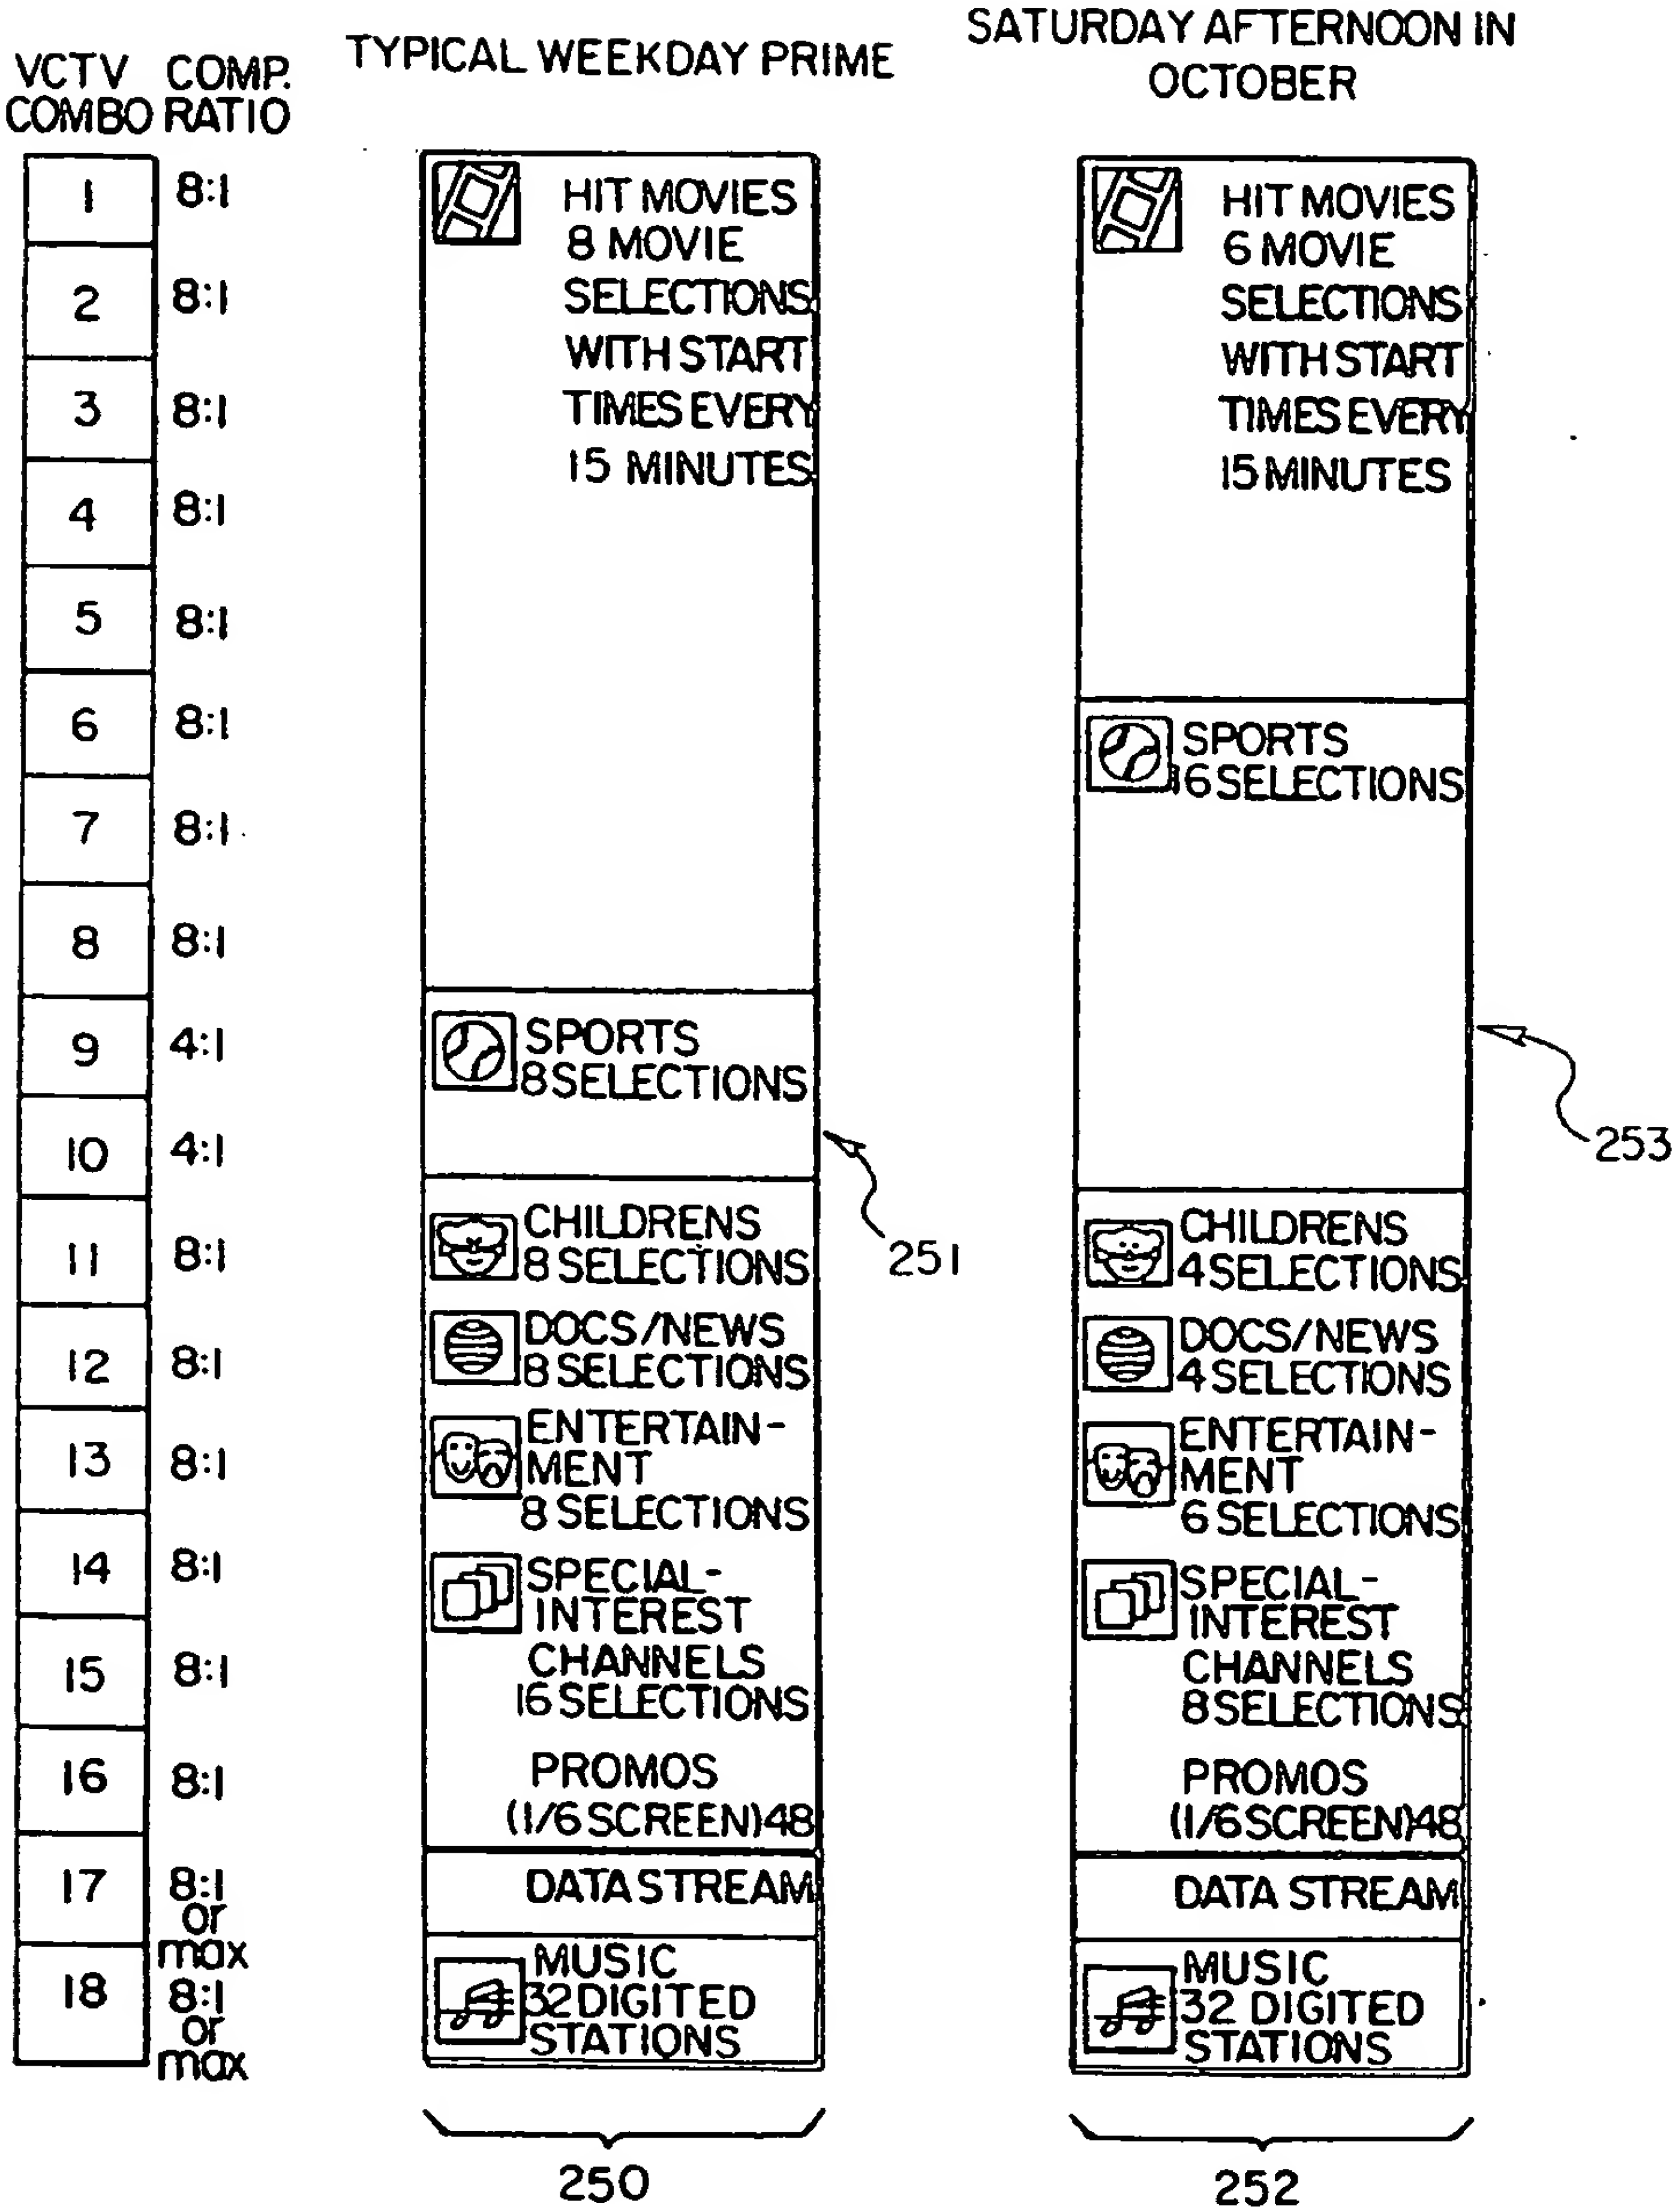 VCTV COMBO
COMP. RATIO
1 8:1
2 8:1
3 8:1
4 8:1
5 8:1
6 8:1
7 8:1
8 8:1
9 4:1
10 4:1
11 8:1
12 8:1
13 8:1
14 8:1
15 8:1
16 8:1
17 8:1 or max
18 8:1 or max
TYPICAL WEEKDAY PRIME
HIT MOVIES
8 MOVIE
SELECTIONS
WITH START
TIMES EVERY
15 MINUTES
SPORTS
8 SELECTIONS
CHILDRENS
8 SELECTIONS
DOCS/NEWS
8 SELECTIONS
ENTERTAIN-
MENT
8 SELECTIONS
SPECIAL-
INTEREST
CHANNELS
16 SELECTIONS
PROMOS
(1/6 SCREEN) 48
DATA STREAM
MUSIC
32 DIGITED
STATIONS
251
250
SATURDAY AFTERNOON IN
OCTOBER
HIT MOVIES
6 MOVIE
SELECTIONS
WITH START
TIMES EVERY
15 MINUTES
SPORTS
16 SELECTIONS
CHILDRENS
4 SELECTIONS
DOCS/NEWS
4 SELECTIONS
ENTERTAIN-
MENT
6 SELECTIONS
SPECIAL-
INTEREST
CHANNELS
8 SELECTIONS
PROMOS
(1/6 SCREEN) 48
DATA STREAM
MUSIC
32 DIGITED
STATIONS
253
252